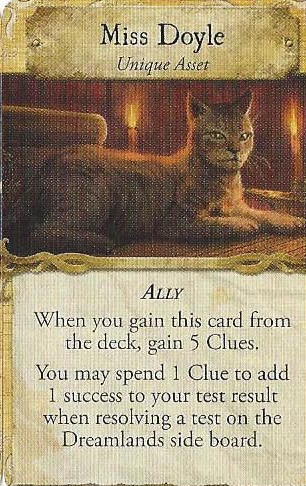 Miss Doyle
Unique Asset
Ally
When you gain this card from
the deck, gain 5 Clues.
You may spend 1 Clue to add
1 success to your test result
when resolving a test on the
Dreamlands side board.